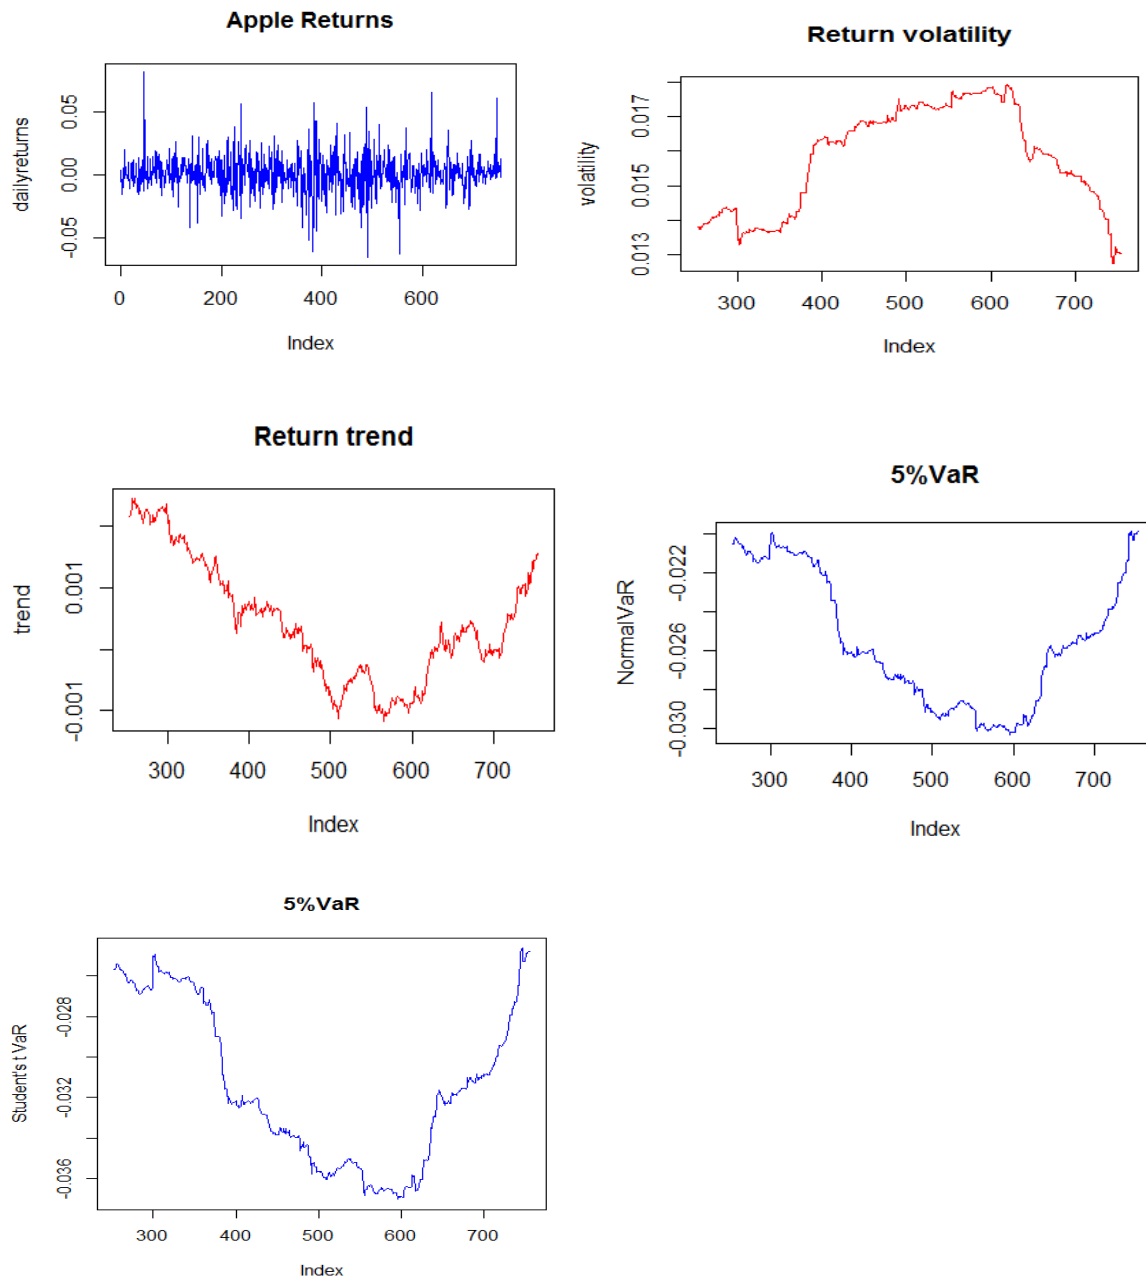 Apple Returns
dailyreturns
0.05
0.00
-0.05
0 200 400 600
Index
Return volatility
volatility
0.017
0.015
0.013
300 400 500 600 700
Index
Return trend
trend
0.001
-0.001
300 400 500 600 700
Index
5%VaR
NormalVaR
-0.022
-0.026
-0.030
300 400 500 600 700
Index
5%VaR
Student's t VaR
-0.028
-0.032
-0.036
300 400 500 600 700
Index